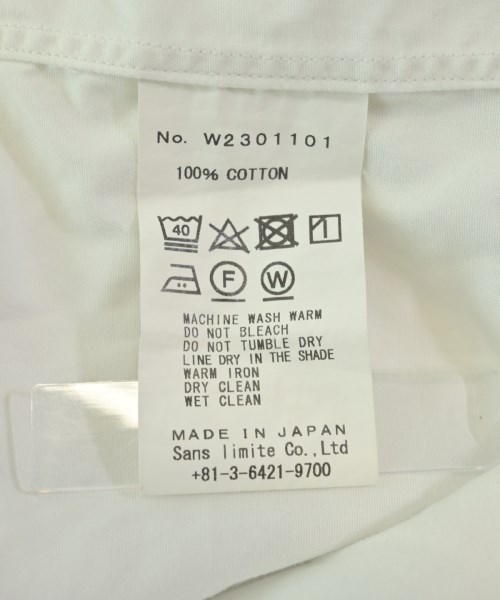 No. W2301101
100% COTTON
40
F W
MACHINE WASH WARM
DO NOT BLEACH
DO NOT TUMBLE DRY
LINE DRY IN THE SHADE
WARM IRON
DRY CLEAN
WET CLEAN
MADE IN JAPAN
Sans limite Co.,Ltd
+81-3-6421-9700